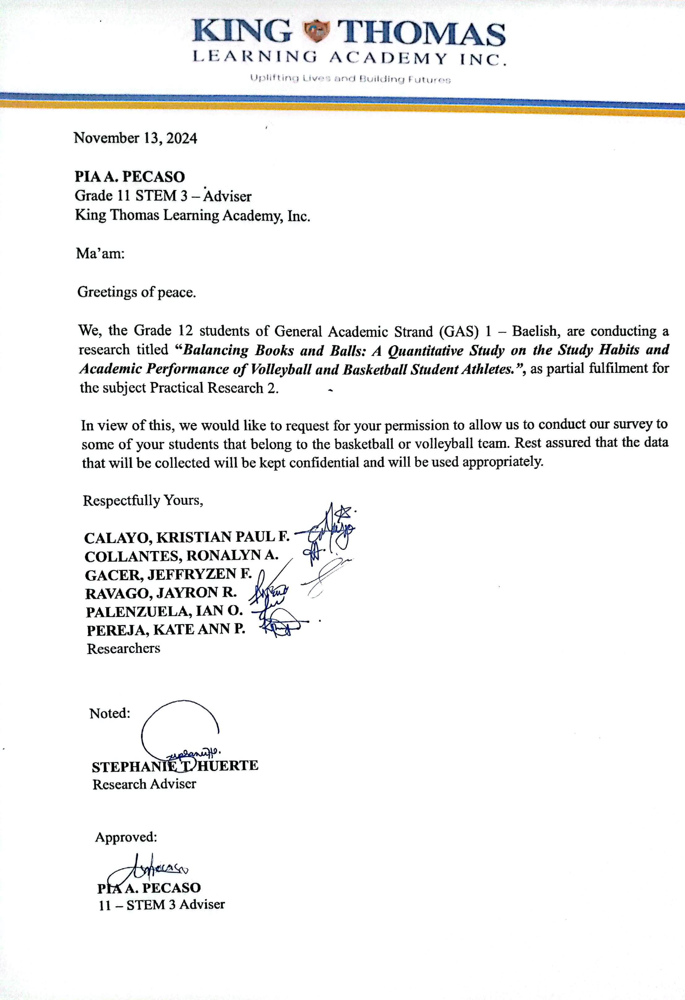 KING THOMAS
LEARNING ACADEMY INC.
Uplifting Lives and Building Futures
November 13, 2024
PIA A. PECASO
Grade 11 STEM 3 – Adviser
King Thomas Learning Academy, Inc.
Ma’am:
Greetings of peace.
We, the Grade 12 students of General Academic Strand (GAS) 1 – Baelish, are conducting a
research titled “Balancing Books and Balls: A Quantitative Study on the Study Habits and
Academic Performance of Volleyball and Basketball Student Athletes.”, as partial fulfilment for
the subject Practical Research 2.
In view of this, we would like to request for your permission to allow us to conduct our survey to
some of your students that belong to the basketball or volleyball team. Rest assured that the data
that will be collected will be kept confidential and will be used appropriately.
Respectfully Yours,
CALAYO, KRISTIAN PAUL F.
COLLANTES, RONALYN A.
GACER, JEFFRYZEN F.
RAVAGO, JAYRON R.
PALENZUELA, IAN O.
PEREJA, KATE ANN P.
Researchers
Noted:
STEPHANIE T. HUERTE
Research Adviser
Approved:
PIA A. PECASO
11 – STEM 3 Adviser